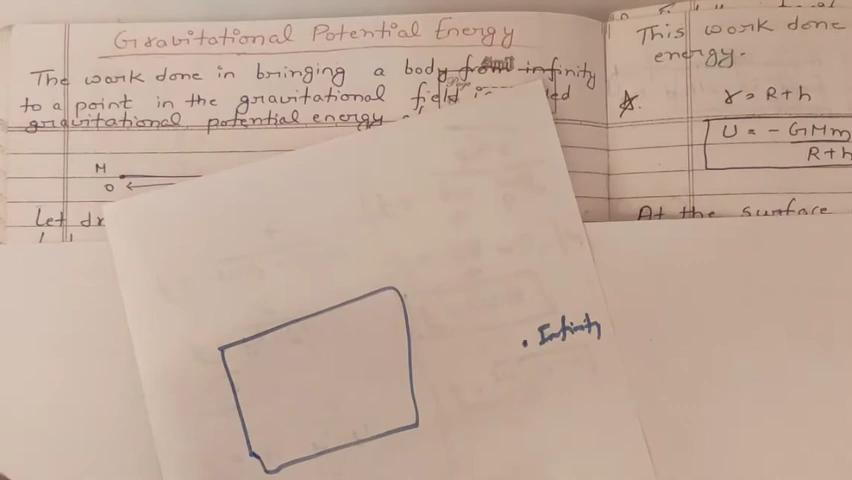 Gravitational Potential Energy
The work done in bringing a body from infinity
to a point in the gravitational field
gravitational potential energy
M
O
Let dr
This work done
energy.
r = R+h
U = - GMm
R+h
At the surface
. Infinity